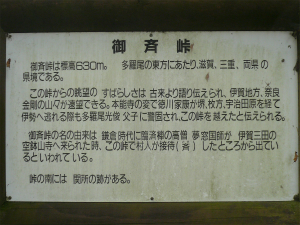 御斉峠
御斉峠は標高630m。 多羅尾の東方にあたり、滋賀、三重、両県の
県境である。
この峠からの眺望の すばらしさは 古来より語り伝えられ、伊賀地方、奈良
金剛の山々が遠望できる。本能寺の変で徳川家康が堺、枚方、宇治田原を経て
伊勢へ逃れる際も多羅尾光俊 父子に警固され、この峠を越えたと伝えられる。
御斉峠の名の由来は 鎌倉時代に臨済禅の高僧 夢窓国師が 伊賀三田の
空鉢山寺へ来られた時、この峠で村人が接待(斎)したところから出てい
るといわれている。
峠の南には 関所の跡がある。